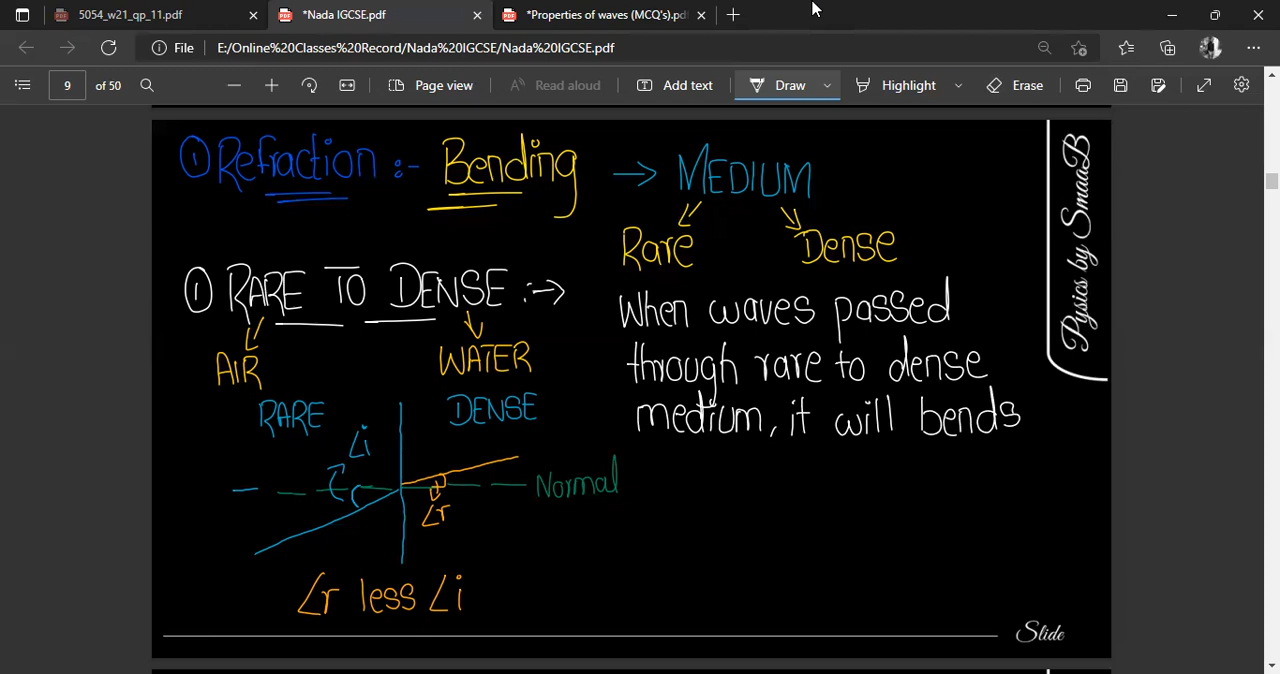 5054_w21_qp_11.pdf
*Nada IGCSE.pdf
*Properties of waves (MCQ's).pdf
File
E:/Online%20Classes%20Record/Nada%20IGCSE/Nada%20IGCSE.pdf
9 of 50
Page view
Read aloud
Add text
Draw
Highlight
Erase
① Refraction :- Bending → MEDIUM
Rare Dense
① RARE TO DENSE :→
AIR WATER
When waves passed
through rare to dense
medium, it will bends
RARE DENSE
∠i
Normal
∠r
∠r less ∠i
Pysics by SmaaB
Slide